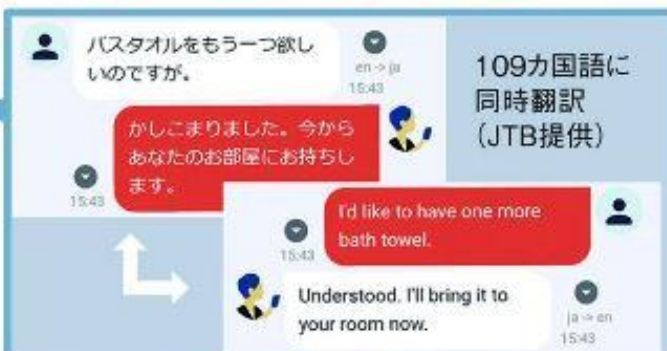 バスタオルをもう一つ欲し
いのですが。
en -> ja
15:43
109カ国語に
同時翻訳
（JTB提供）
かしこまりました。今から
あなたのお部屋にお持ちし
ます。
15:43
I'd like to have one more
bath towel.
15:43
Understood. I'll bring it to
your room now.
ja -> en
15:43